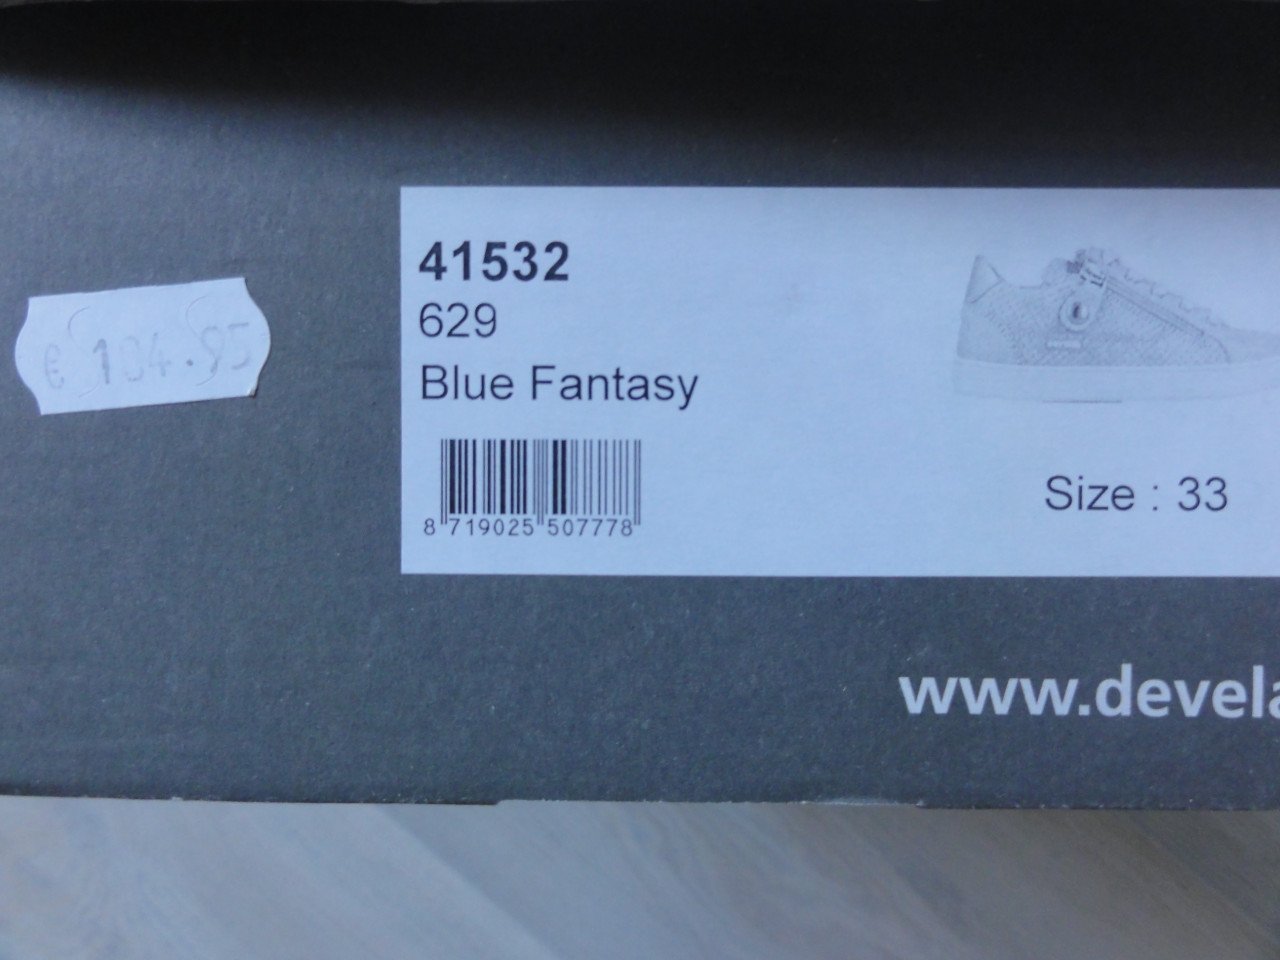 41532
629
Blue Fantasy
8 719025 507778
Size : 33
€ 104.95
www.devela